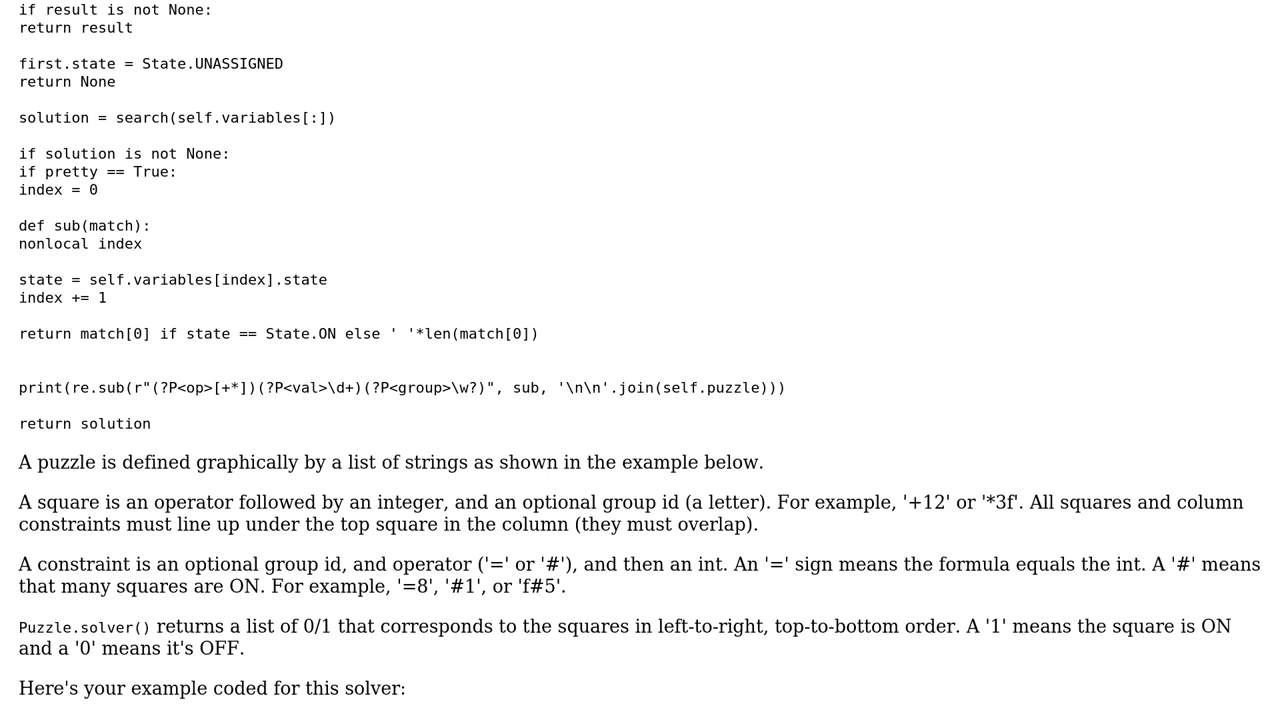 if result is not None:
return result
first.state = State.UNASSIGNED
return None
solution = search(self.variables[:])
if solution is not None:
if pretty == True:
index = 0
def sub(match):
nonlocal index
state = self.variables[index].state
index += 1
return match[0] if state == State.ON else ' '*len(match[0])
print(re.sub(r"(?P<op>[+*])(?P<val>\d+)(?P<group>\w?)", sub, '\n\n'.join(self.puzzle)))
return solution
A puzzle is defined graphically by a list of strings as shown in the example below.
A square is an operator followed by an integer, and an optional group id (a letter). For example, '+12' or '*3f'. All squares and column
constraints must line up under the top square in the column (they must overlap).
A constraint is an optional group id, and operator ('=' or '#'), and then an int. An '=' sign means the formula equals the int. A '#' means
that many squares are ON. For example, '=8', '#1', or 'f#5'.
Puzzle.solver() returns a list of 0/1 that corresponds to the squares in left-to-right, top-to-bottom order. A '1' means the square is ON
and a '0' means it's OFF.
Here's your example coded for this solver: